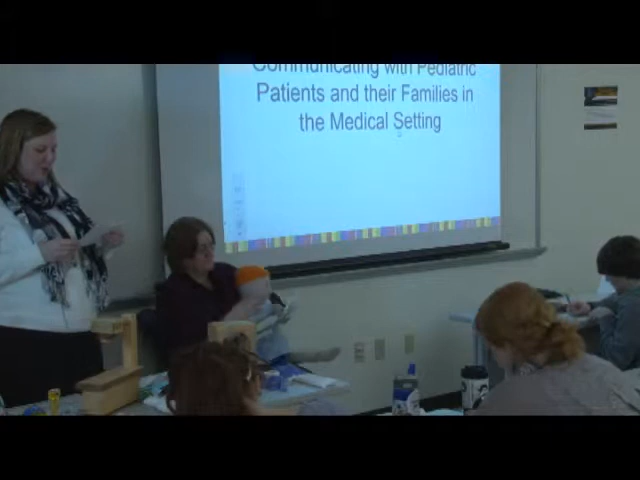 Communicating with Pediatric
Patients and their Families in
the Medical Setting